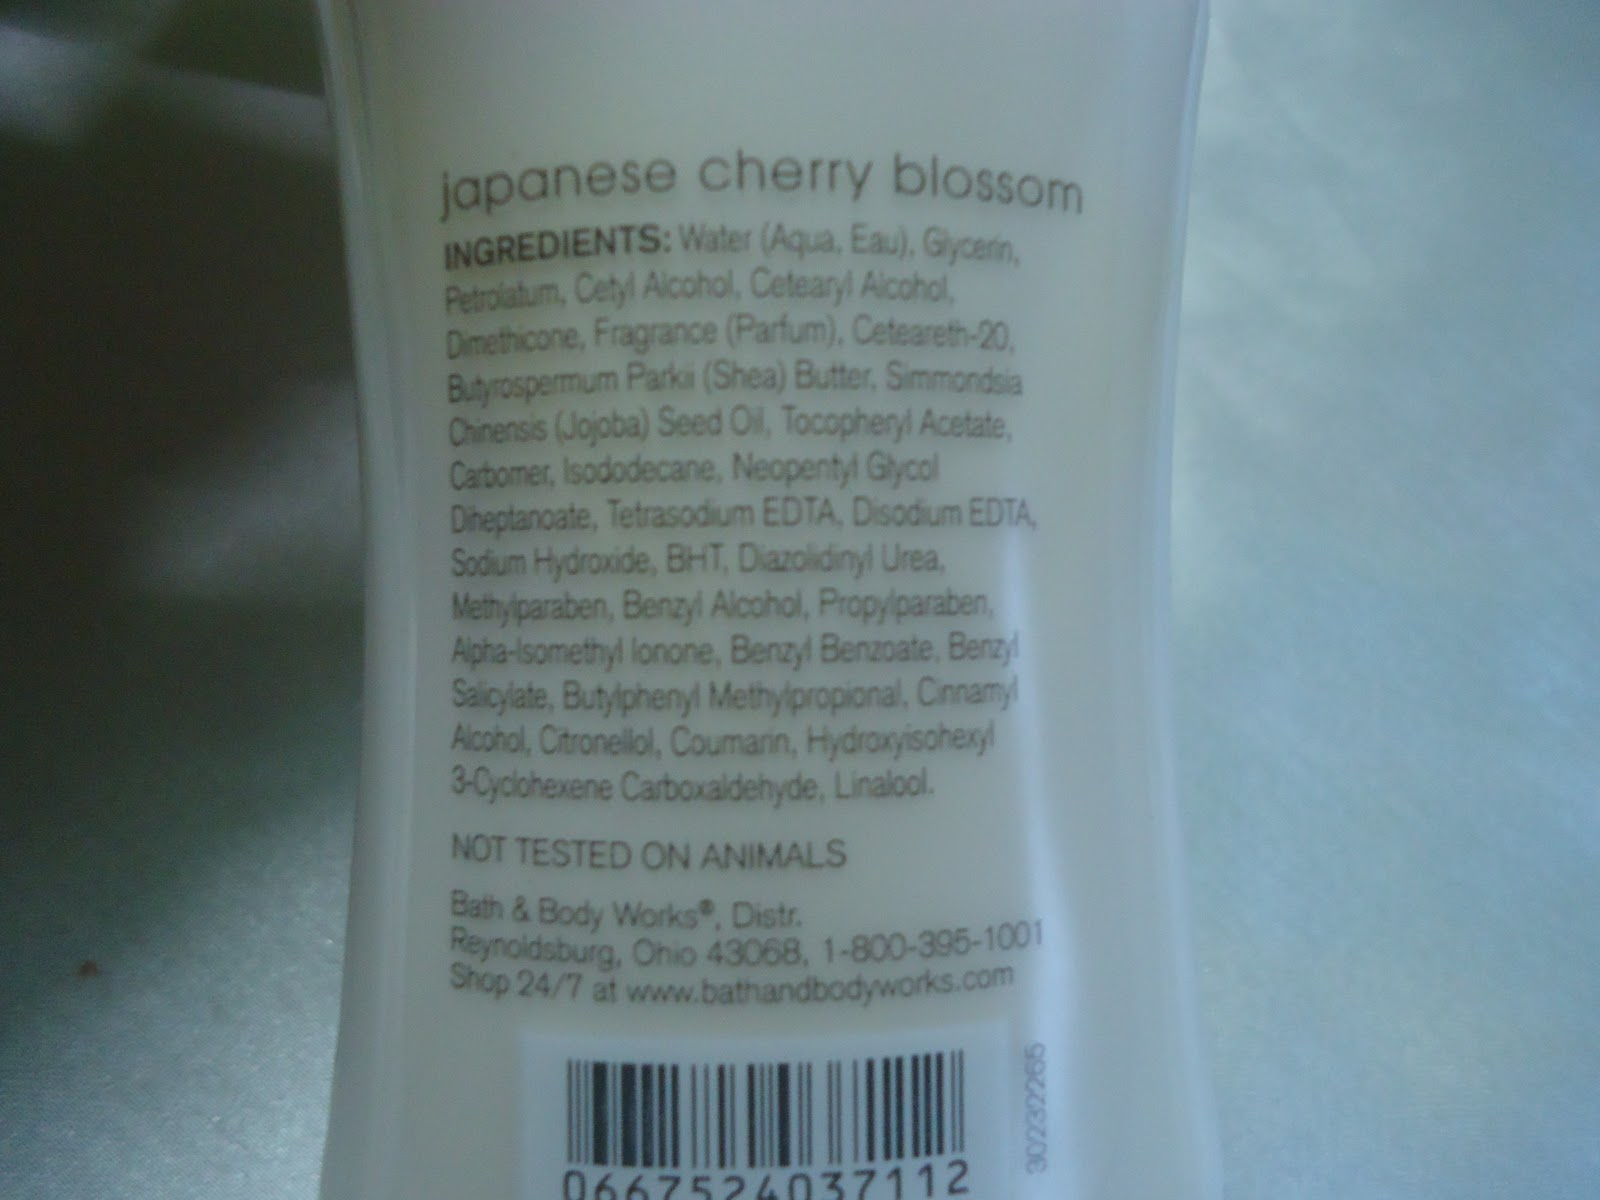 japanese cherry blossom
INGREDIENTS: Water (Aqua, Eau), Glycerin,
Petrolatum, Cetyl Alcohol, Cetearyl Alcohol,
Dimethicone, Fragrance (Parfum), Ceteareth-20,
Butyrospermum Parkii (Shea) Butter, Simmondsia
Chinensis (Jojoba) Seed Oil, Tocopheryl Acetate,
Carbomer, Isododecane, Neopentyl Glycol
Diheptanoate, Tetrasodium EDTA, Disodium EDTA,
Sodium Hydroxide, BHT, Diazolidinyl Urea,
Methylparaben, Benzyl Alcohol, Propylparaben,
Alpha-Isomethyl Ionone, Benzyl Benzoate, Benzyl
Salicylate, Butylphenyl Methylpropional, Cinnamyl
Alcohol, Citronellol, Coumarin, Hydroxyisohexyl
3-Cyclohexene Carboxaldehyde, Linalool.
NOT TESTED ON ANIMALS
Bath & Body Works®, Distr.
Reynoldsburg, Ohio 43068, 1-800-395-1001
Shop 24/7 at www.bathandbodyworks.com
30232265
0667524037112